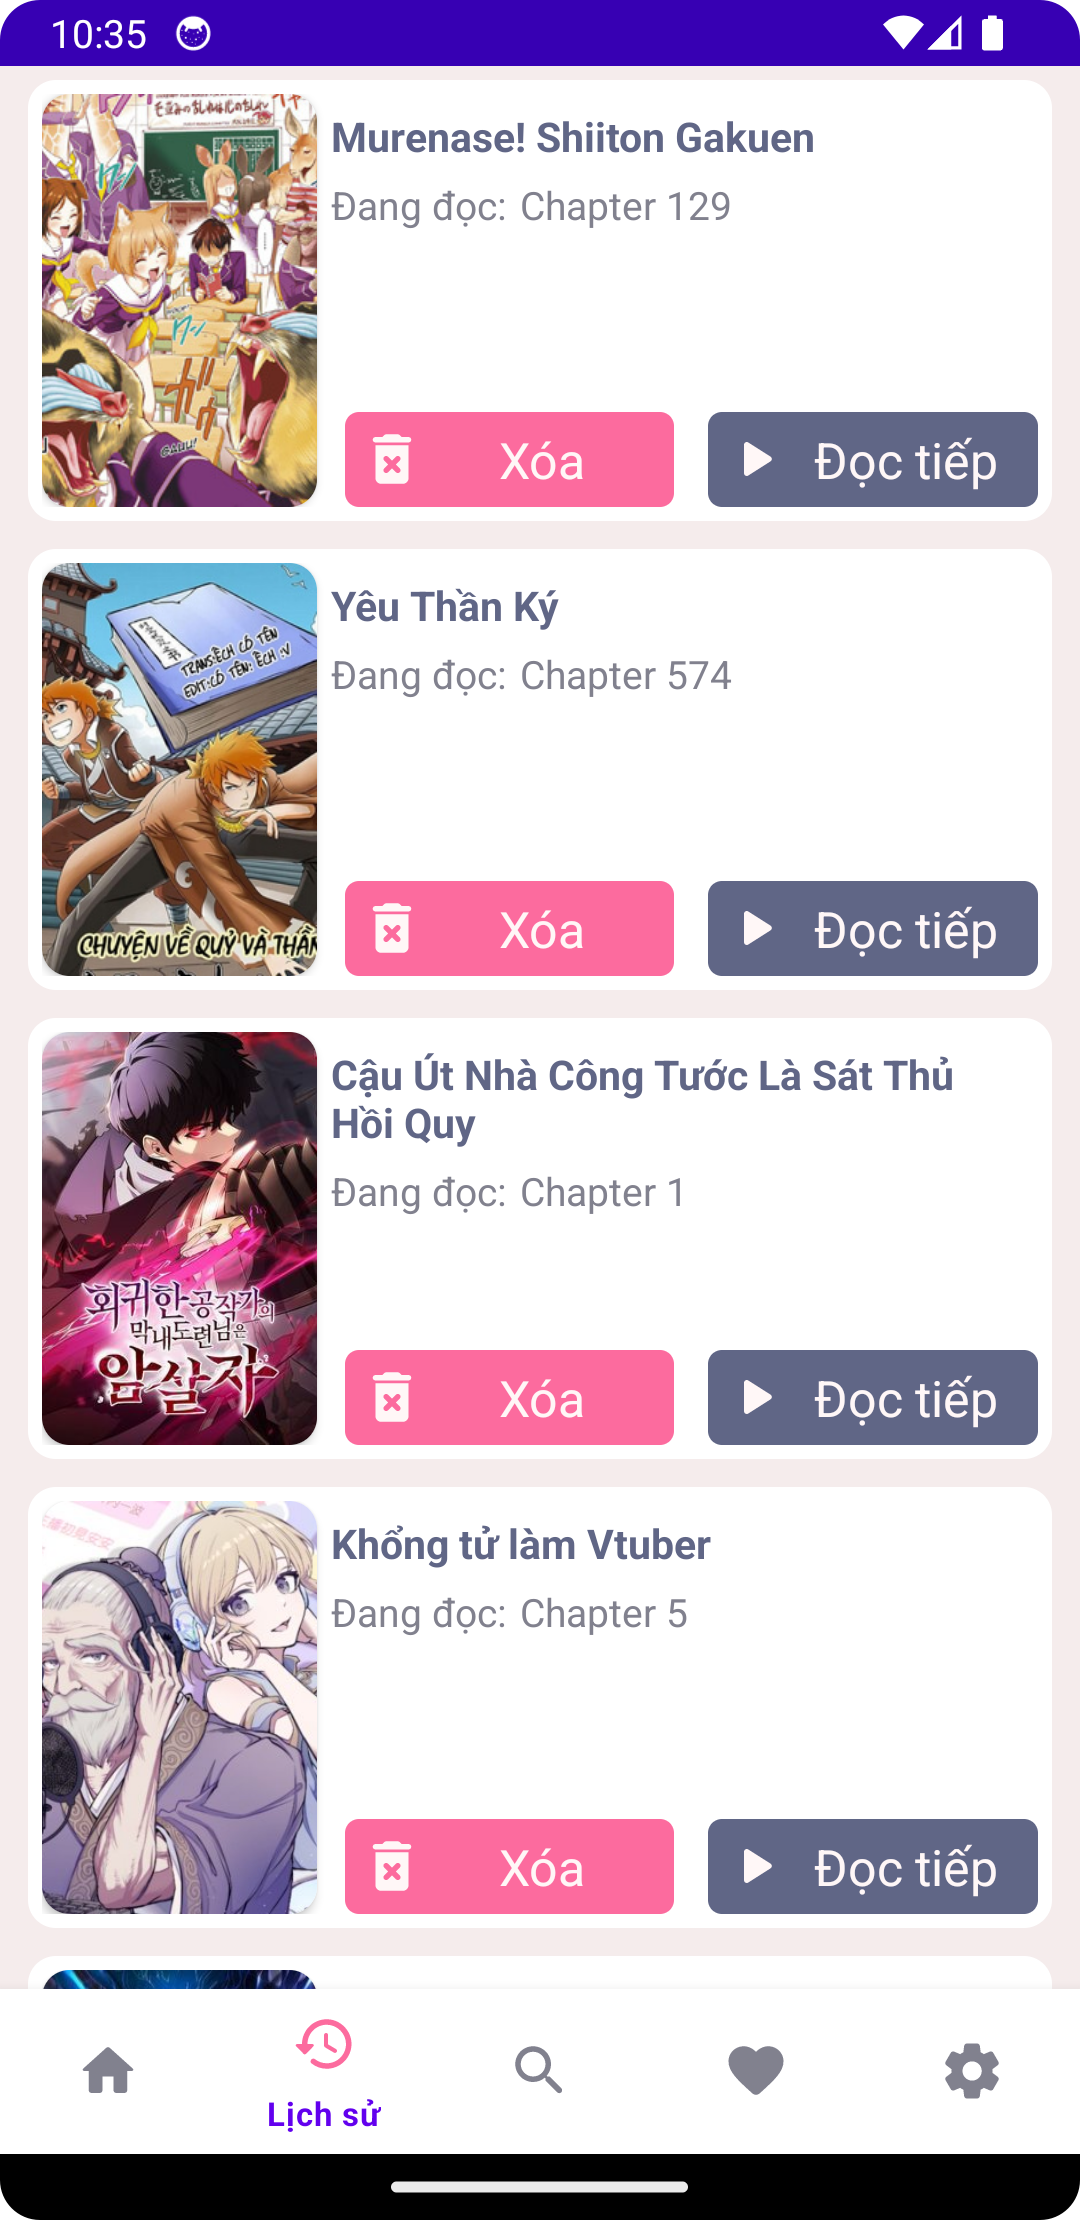 10:35
Murenase! Shiiton Gakuen
Đang đọc: Chapter 129
Xóa
Đọc tiếp
Yêu Thần Ký
Đang đọc: Chapter 574
TRANS:ẾCH CÓ TÊN
EDIT:CÓ TÊN: ẾCH :V
CHUYỆN VỀ QUỶ VÀ THẦN
Xóa
Đọc tiếp
Cậu Út Nhà Công Tước Là Sát Thủ
Hồi Quy
Đang đọc: Chapter 1
회귀한 공작가의
막내도련님은
암살자
Xóa
Đọc tiếp
Khổng tử làm Vtuber
Đang đọc: Chapter 5
Xóa
Đọc tiếp
Lịch sử